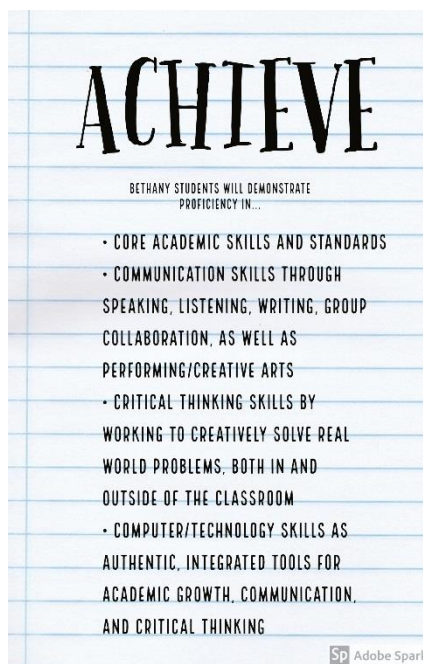 ACHIEVE
BETHANY STUDENTS WILL DEMONSTRATE
PROFICIENCY IN...
• CORE ACADEMIC SKILLS AND STANDARDS
• COMMUNICATION SKILLS THROUGH
SPEAKING, LISTENING, WRITING, GROUP
COLLABORATION, AS WELL AS
PERFORMING/CREATIVE ARTS
• CRITICAL THINKING SKILLS BY
WORKING TO CREATIVELY SOLVE REAL
WORLD PROBLEMS, BOTH IN AND
OUTSIDE OF THE CLASSROOM
• COMPUTER/TECHNOLOGY SKILLS AS
AUTHENTIC, INTEGRATED TOOLS FOR
ACADEMIC GROWTH, COMMUNICATION,
AND CRITICAL THINKING
Sp Adobe Spark